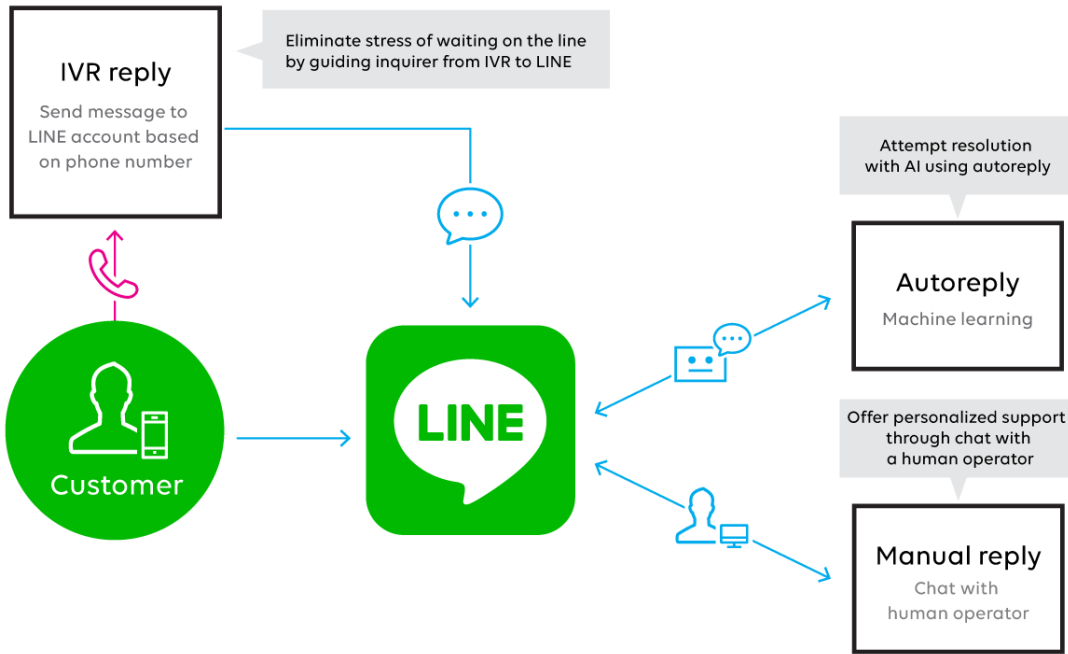 IVR reply
Send message to
LINE account based
on phone number
Eliminate stress of waiting on the line
by guiding inquirer from IVR to LINE
Customer
LINE
Attempt resolution
with AI using autoreply
Autoreply
Machine learning
Offer personalized support
through chat with
a human operator
Manual reply
Chat with
human operator